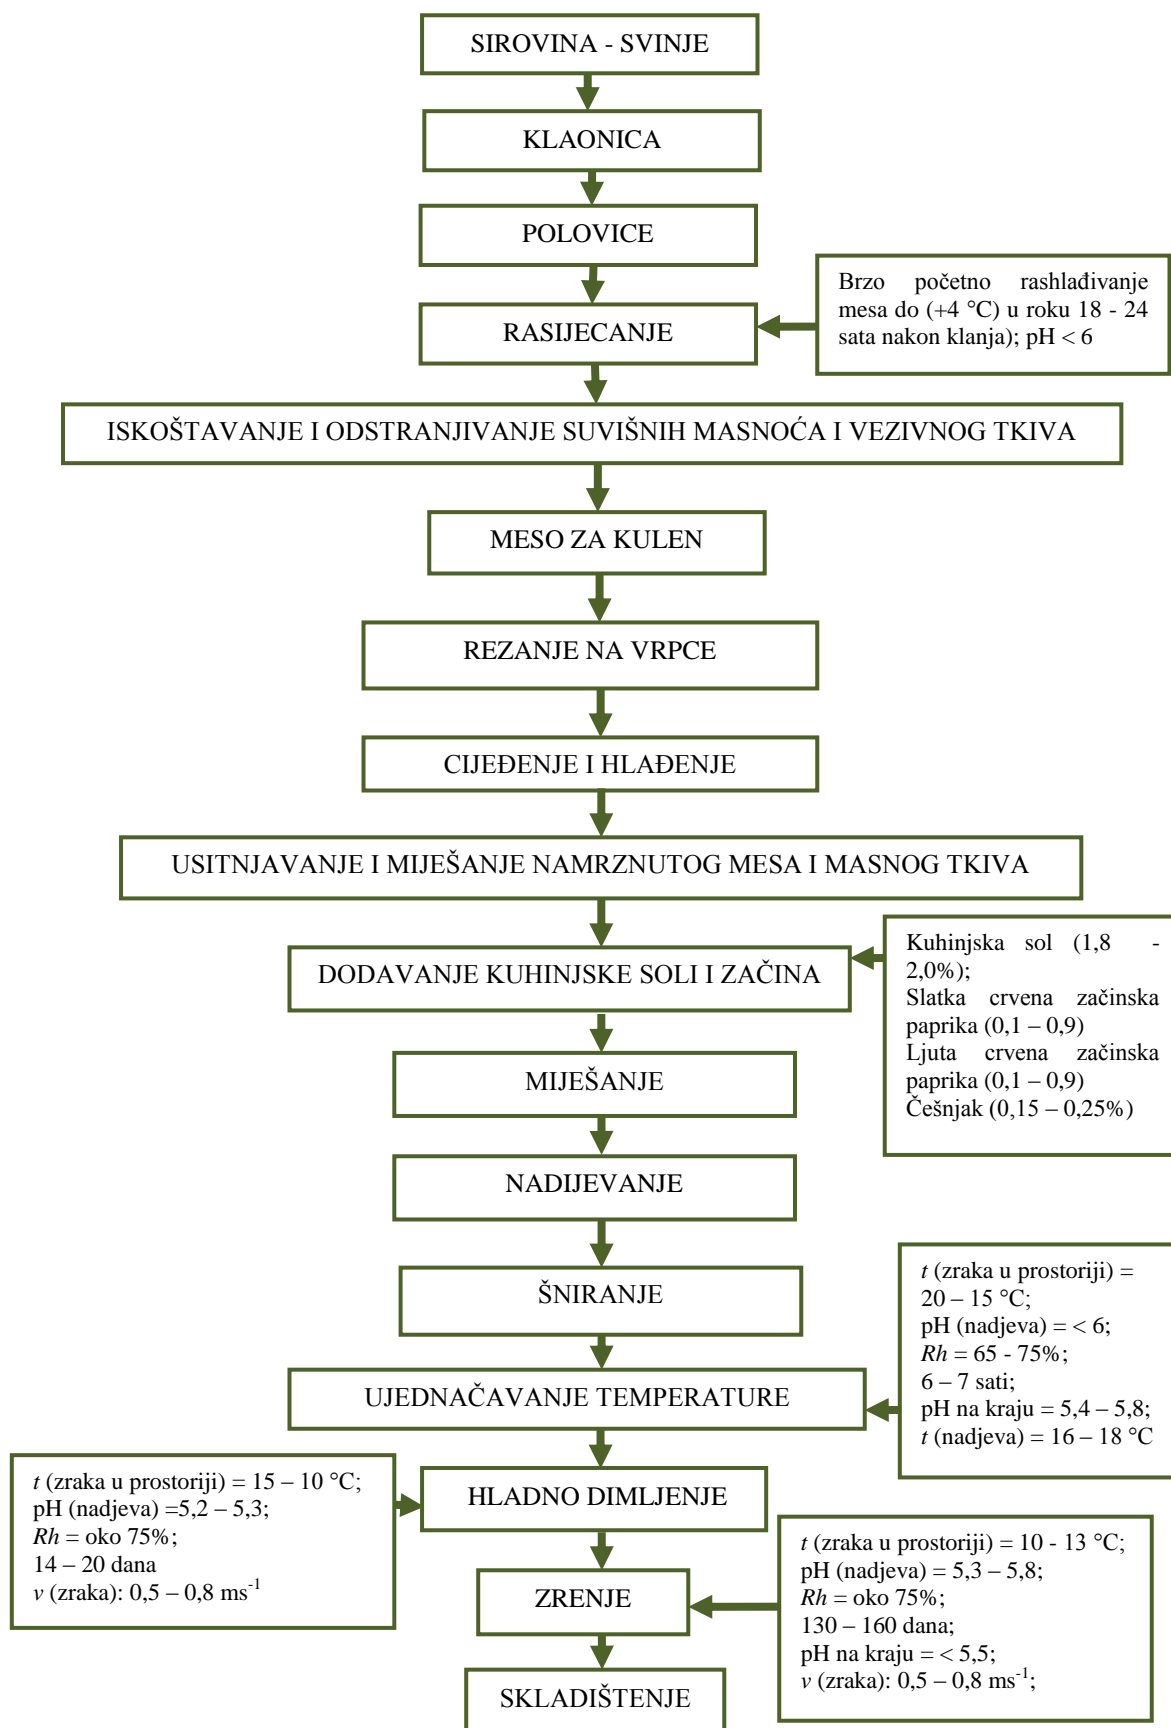 SIROVINA - SVINJE
KLAONICA
POLOVICE
RASIJECANJE
Brzo početno rashlađivanje
mesa do (+4 °C) u roku 18 - 24
sata nakon klanja); pH < 6
ISKOŠTAVANJE I ODSTRANJIVANJE SUVIŠNIH MASNOĆA I VEZIVNOG TKIVA
MESO ZA KULEN
REZANJE NA VRPCE
CIJEĐENJE I HLAĐENJE
USITNJAVANJE I MIJEŠANJE NAMRZNUTOG MESA I MASNOG TKIVA
DODAVANJE KUHINJSKE SOLI I ZAČINA
Kuhinjska sol (1,8 -
2,0%);
Slatka crvena začinska
paprika (0,1 – 0,9)
Ljuta crvena začinska
paprika (0,1 – 0,9)
Češnjak (0,15 – 0,25%)
MIJEŠANJE
NADIJEVANJE
ŠNIRANJE
UJEDNAČAVANJE TEMPERATURE
t (zraka u prostoriji) =
20 – 15 °C;
pH (nadjeva) = < 6;
Rh = 65 - 75%;
6 – 7 sati;
pH na kraju = 5,4 – 5,8;
t (nadjeva) = 16 – 18 °C
HLADNO DIMLJENJE
t (zraka u prostoriji) = 15 – 10 °C;
pH (nadjeva) =5,2 – 5,3;
Rh = oko 75%;
14 – 20 dana
v (zraka): 0,5 – 0,8 ms⁻¹
ZRENJE
t (zraka u prostoriji) = 10 - 13 °C;
pH (nadjeva) = 5,3 – 5,8;
Rh = oko 75%;
130 – 160 dana;
pH na kraju = < 5,5;
v (zraka): 0,5 – 0,8 ms⁻¹;
SKLADIŠTENJE